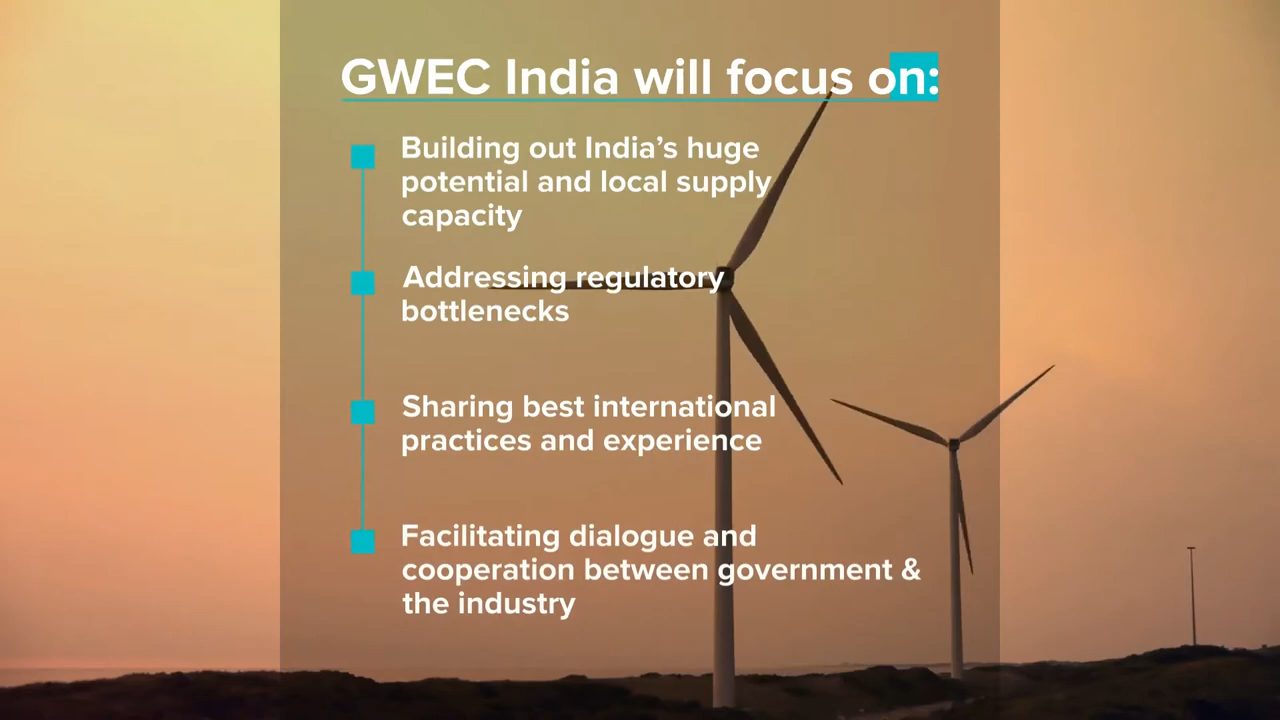 GWEC India will focus on:
Building out India’s huge
potential and local supply
capacity
Addressing regulatory
bottlenecks
Sharing best international
practices and experience
Facilitating dialogue and
cooperation between government &
the industry